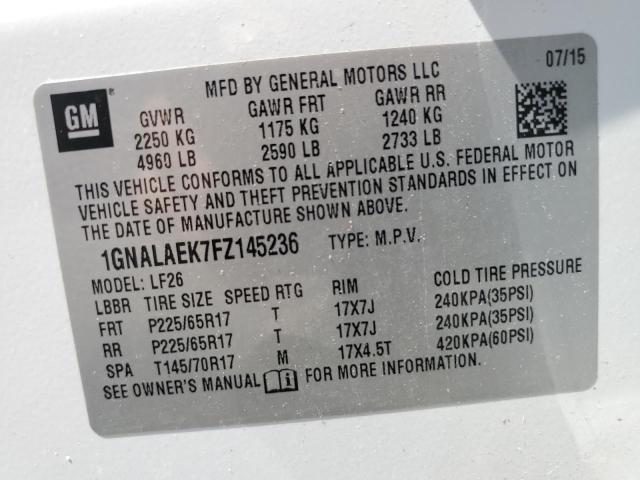 07/15
MFD BY GENERAL MOTORS LLC
GM
GVWR GAWR FRT GAWR RR
2250 KG 1175 KG 1240 KG
4960 LB 2590 LB 2733 LB
THIS VEHICLE CONFORMS TO ALL APPLICABLE U.S. FEDERAL MOTOR
VEHICLE SAFETY AND THEFT PREVENTION STANDARDS IN EFFECT ON
THE DATE OF MANUFACTURE SHOWN ABOVE.
1GNALAEK7FZ145236 TYPE: M.P.V.
MODEL: LF26
LBBR TIRE SIZE SPEED RTG RIM COLD TIRE PRESSURE
FRT P225/65R17 T 17X7J 240KPA(35PSI)
RR P225/65R17 T 17X7J 240KPA(35PSI)
SPA T145/70R17 M 17X4.5T 420KPA(60PSI)
SEE OWNER'S MANUAL i FOR MORE INFORMATION.